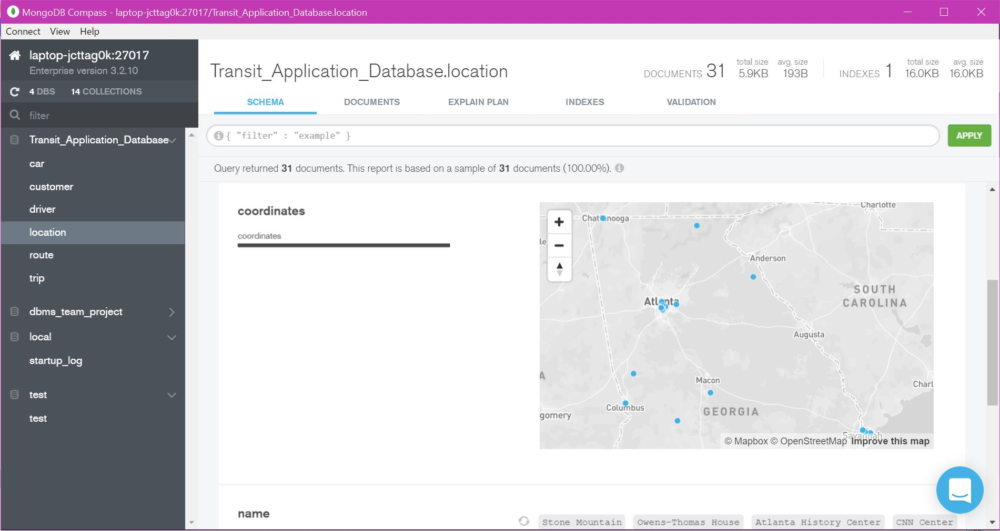 MongoDB Compass - laptop-jcttag0k:27017/Transit_Application_Database.location
Connect View Help
laptop-jcttag0k:27017
Enterprise version 3.2.10
4 DBS 14 COLLECTIONS
filter
Transit_Application_Database
car
customer
driver
location
route
trip
dbms_team_project
local
startup_log
test
test
Transit_Application_Database.location
DOCUMENTS 31 total size 5.9KB avg. size 193B
INDEXES 1 total size 16.0KB avg. size 16.0KB
SCHEMA DOCUMENTS EXPLAIN PLAN INDEXES VALIDATION
{ "filter" : "example" }
APPLY
Query returned 31 documents. This report is based on a sample of 31 documents (100.00%).
coordinates
coordinates
Charlotte
Chattanooga
le
Anderson
SOUTH
CAROLINA
Atlanta
Augusta
A
Macon
Charl
Columbus
GEORGIA
gomery
Savannah
© Mapbox © OpenStreetMap Improve this map
name
Stone Mountain Owens-Thomas House Atlanta History Center CNN Center